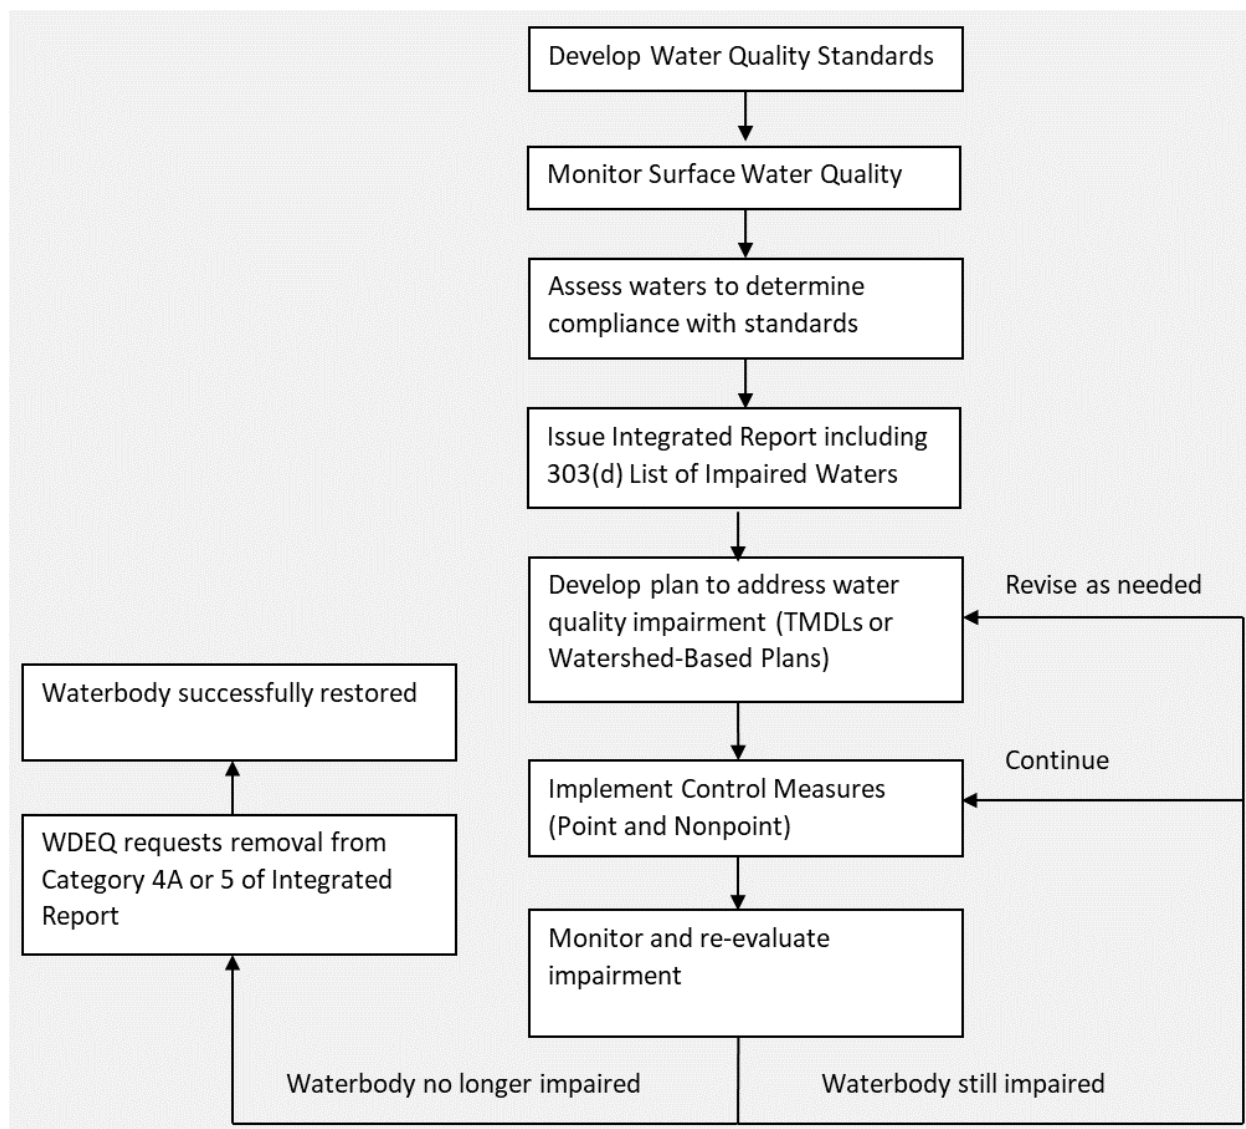 Develop Water Quality Standards
Monitor Surface Water Quality
Assess waters to determine
compliance with standards
Issue Integrated Report including
303(d) List of Impaired Waters
Develop plan to address water
quality impairment (TMDLs or
Watershed-Based Plans)
Revise as needed
Waterbody successfully restored
Continue
Implement Control Measures
(Point and Nonpoint)
WDEQ requests removal from
Category 4A or 5 of Integrated
Report
Monitor and re-evaluate
impairment
Waterbody no longer impaired
Waterbody still impaired